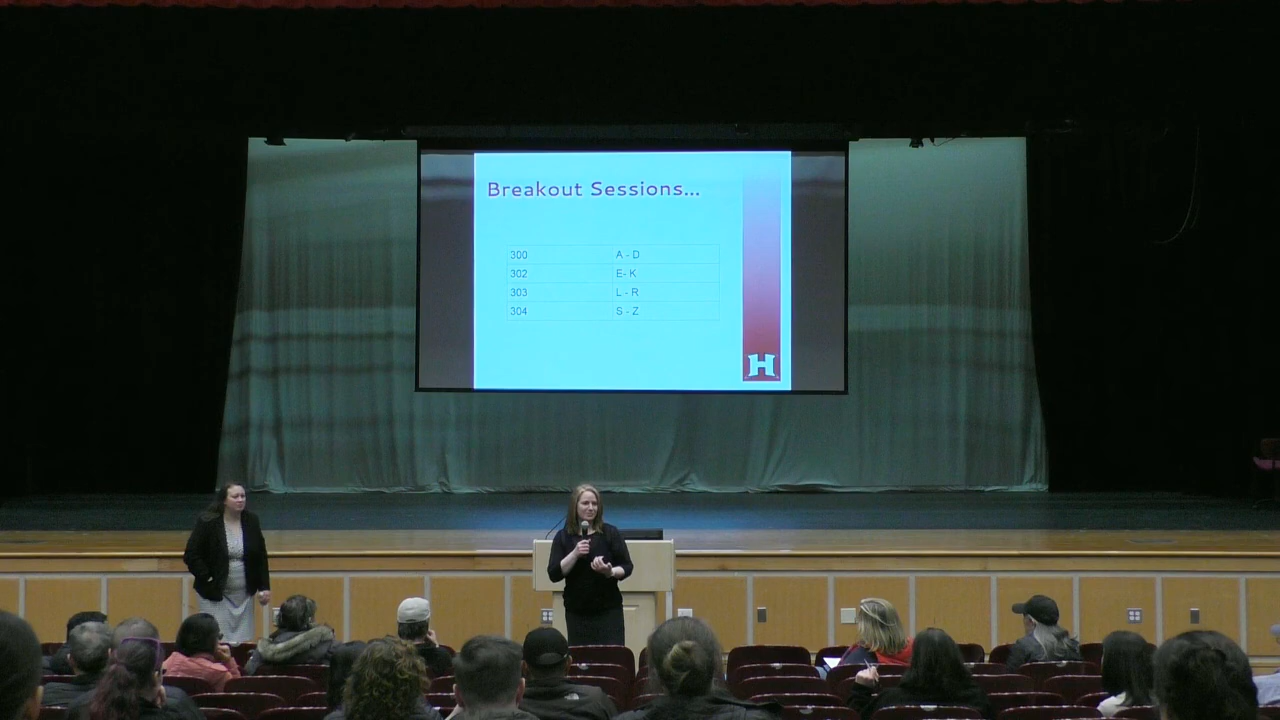 Breakout Sessions...
300 A - D
302 E- K
303 L - R
304 S - Z
H